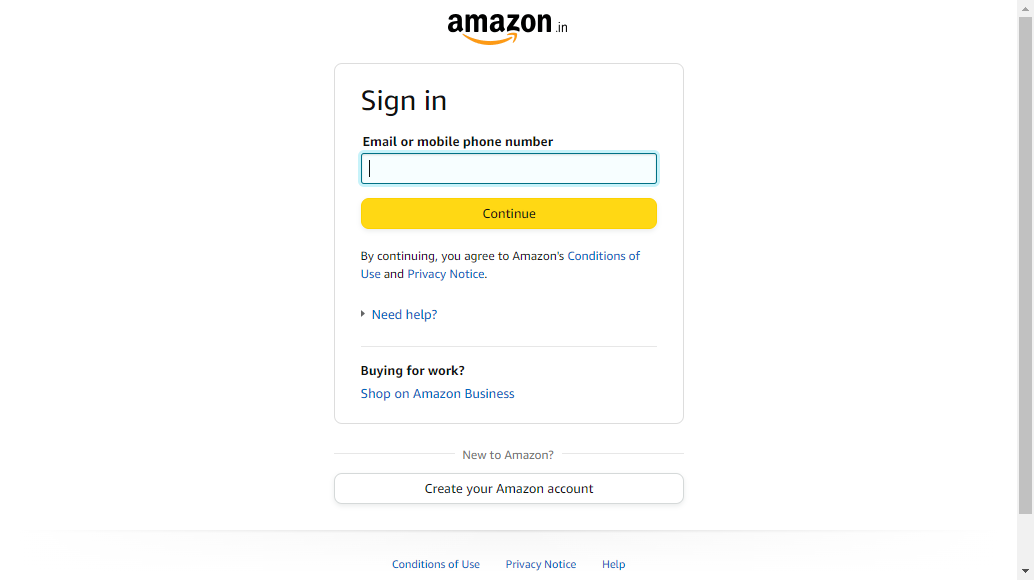 amazon.in
Sign in
Email or mobile phone number
Continue
By continuing, you agree to Amazon's Conditions of
Use and Privacy Notice.
Need help?
Buying for work?
Shop on Amazon Business
New to Amazon?
Create your Amazon account
Conditions of Use Privacy Notice Help